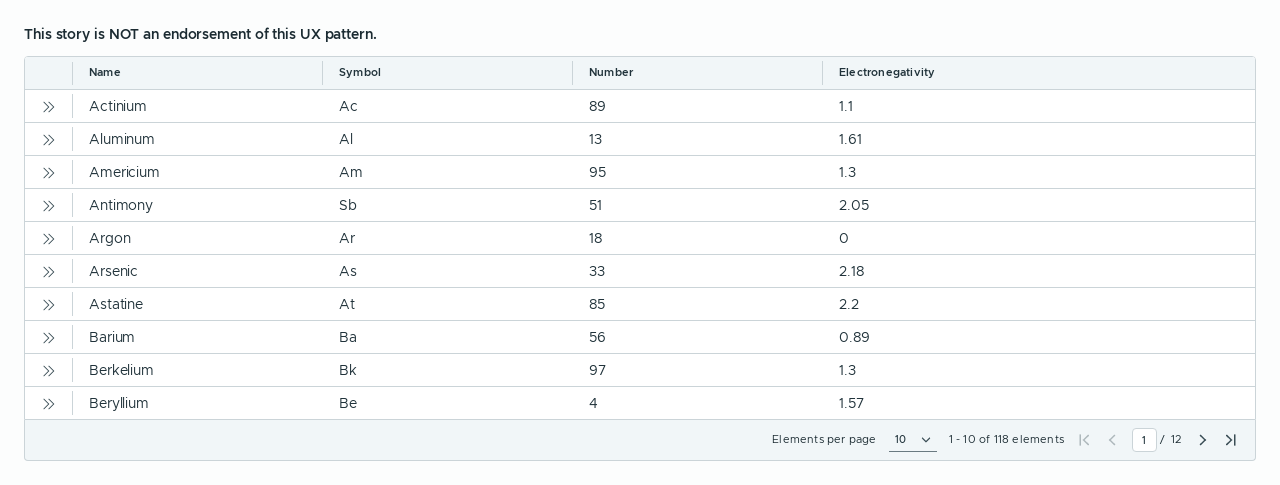 This story is NOT an endorsement of this UX pattern.
Name Symbol Number Electronegativity
Actinium Ac 89 1.1
Aluminum Al 13 1.61
Americium Am 95 1.3
Antimony Sb 51 2.05
Argon Ar 18 0
Arsenic As 33 2.18
Astatine At 85 2.2
Barium Ba 56 0.89
Berkelium Bk 97 1.3
Beryllium Be 4 1.57
Elements per page 10 1 - 10 of 118 elements 1 / 12